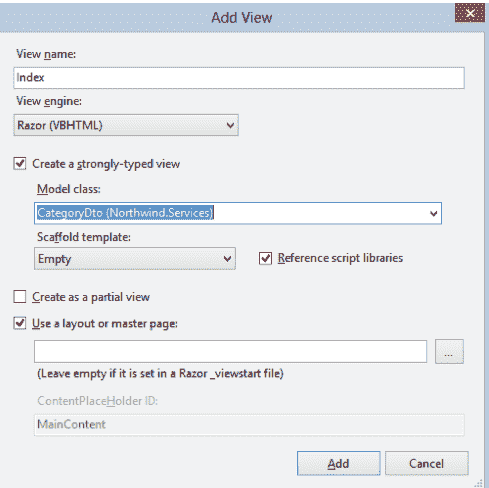 Add View
View name:
Index
View engine:
Razor (VBHTML)
Create a strongly-typed view
Model class:
CategoryDto (Northwind.Services)
Scaffold template:
Empty
Reference script libraries
Create as a partial view
Use a layout or master page:
...
(Leave empty if it is set in a Razor _viewstart file)
ContentPlaceHolder ID:
MainContent
Add
Cancel